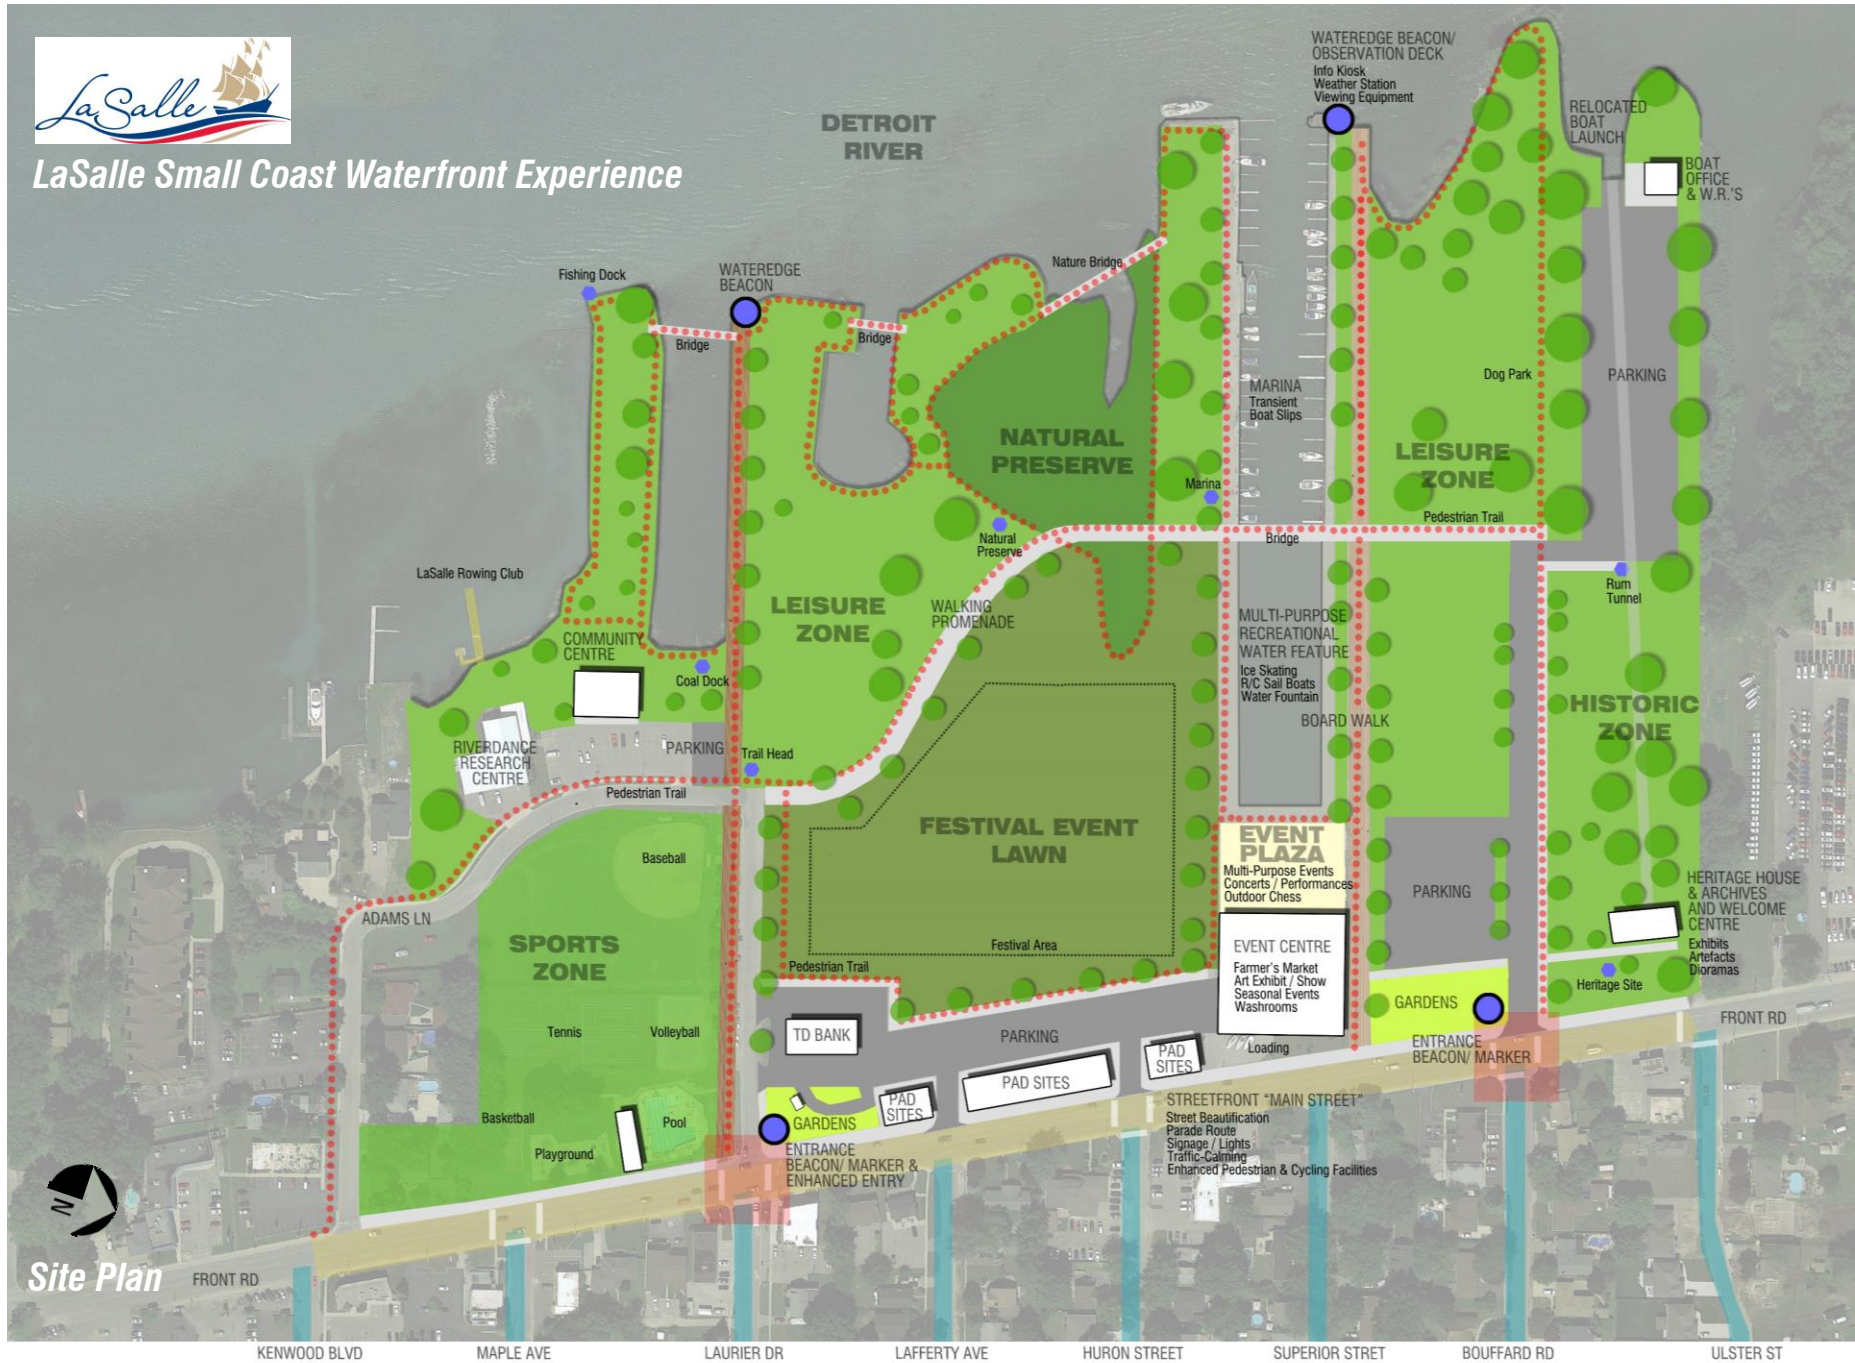 LaSalle
LaSalle Small Coast Waterfront Experience
DETROIT
RIVER
WATEREDGE BEACON/
OBSERVATION DECK
Info Kiosk
Weather Station
Viewing Equipment
RELOCATED
BOAT
LAUNCH
BOAT
OFFICE
& W.R.'S
Fishing Dock
WATEREDGE
BEACON
Nature Bridge
Bridge
Bridge
Dog Park
PARKING
MARINA
Transient
Boat Slips
NATURAL
PRESERVE
LEISURE
ZONE
Marina
Pedestrian Trail
Bridge
Natural
Preserve
LaSalle Rowing Club
Rum
Tunnel
LEISURE
ZONE
WALKING
PROMENADE
MULTI-PURPOSE
RECREATIONAL
WATER FEATURE
Ice Skating
R/C Sail Boats
Water Fountain
COMMUNITY
CENTRE
Coal Dock
BOARD WALK
HISTORIC
ZONE
RIVERDANCE
RESEARCH
CENTRE
PARKING
Trail Head
Pedestrian Trail
FESTIVAL EVENT
LAWN
EVENT
PLAZA
Multi-Purpose Events
Concerts / Performances
Outdoor Chess
Baseball
PARKING
HERITAGE HOUSE
& ARCHIVES
AND WELCOME
CENTRE
Exhibits
Artefacts
Dioramas
ADAMS LN
SPORTS
ZONE
Festival Area
EVENT CENTRE
Farmer's Market
Art Exhibit / Show
Seasonal Events
Washrooms
Pedestrian Trail
Heritage Site
GARDENS
FRONT RD
Tennis
Volleyball
TD BANK
PARKING
Loading
ENTRANCE
BEACON/ MARKER
PAD
SITES
PAD SITES
PAD
SITES
Basketball
Pool
Playground
GARDENS
ENTRANCE
BEACON/ MARKER &
ENHANCED ENTRY
STREETFRONT "MAIN STREET"
Street Beautification
Parade Route
Signage / Lights
Traffic-Calming
Enhanced Pedestrian & Cycling Facilities
N
Site Plan
FRONT RD
KENWOOD BLVD
MAPLE AVE
LAURIER DR
LAFFERTY AVE
HURON STREET
SUPERIOR STRET
BOUFFARD RD
ULSTER ST